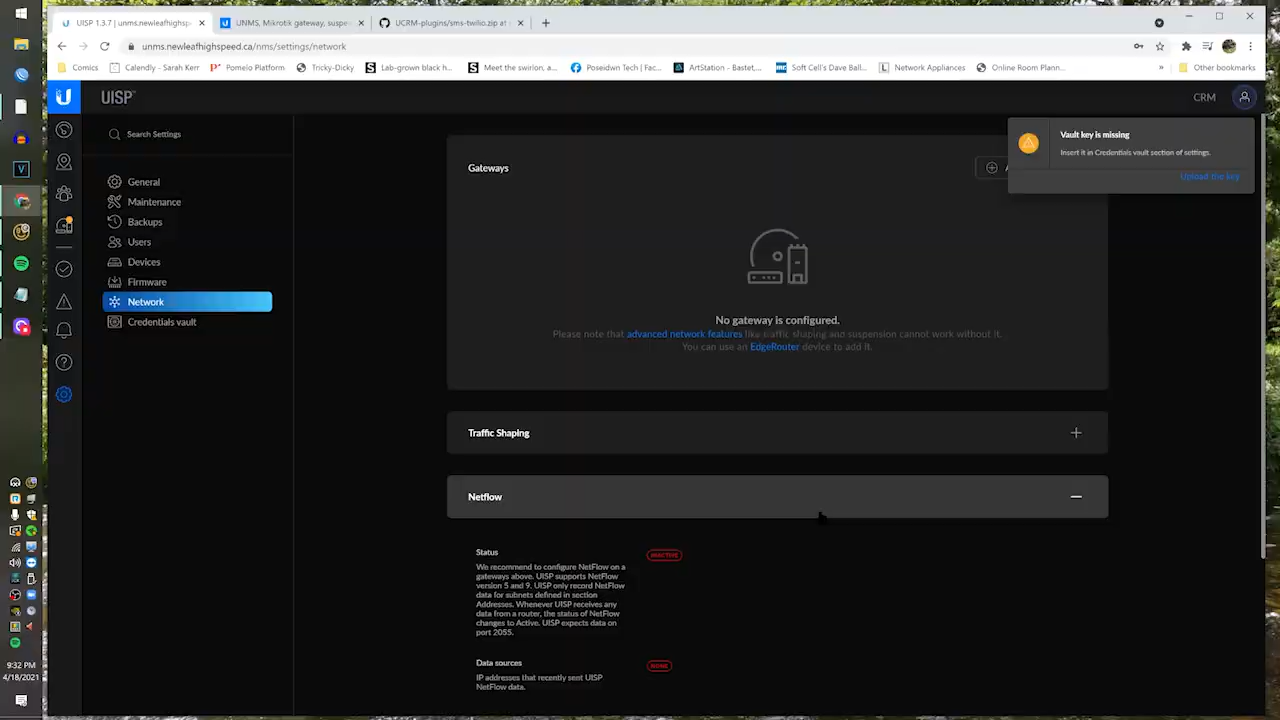 UISP 1.3.7 | unms.newleafhighsp
UNMS, Mikrotik gateway, suspe
UCRM-plugins/sms-twilio.zip at
unms.newleafhighspeed.ca/nms/settings/network
Comics
Calendly - Sarah Kerr
Pomelo Platform
Tricky-Dicky
Lab-grown black h...
Meet the swirlon, a...
Poseidwn Tech | Fac...
ArtStation - Bastet,...
Soft Cell's Dave Ball...
Network Appliances
Online Room Plann...
»
Other bookmarks
UISP
CRM
Search Settings
General
Maintenance
Backups
Users
Devices
Firmware
Network
Credentials vault
Vault key is missing
Insert it in Credentials vault section of settings.
Upload the key
Gateways
No gateway is configured.
Please note that advanced network features like traffic shaping and suspension cannot work without it.
You can use an EdgeRouter device to add it.
Traffic Shaping
Netflow
Status
INACTIVE
We recommend to configure NetFlow on a
gateways above. UISP supports NetFlow
version 5 and 9. UISP only record NetFlow
data for subnets defined in section
Addresses. Whenever UISP receives any
data from a router, the status of NetFlow
changes to Active. UISP expects data on
port 2055.
Data sources
NONE
IP addresses that recently sent UISP
NetFlow data.
9:32 PM
4/18/202